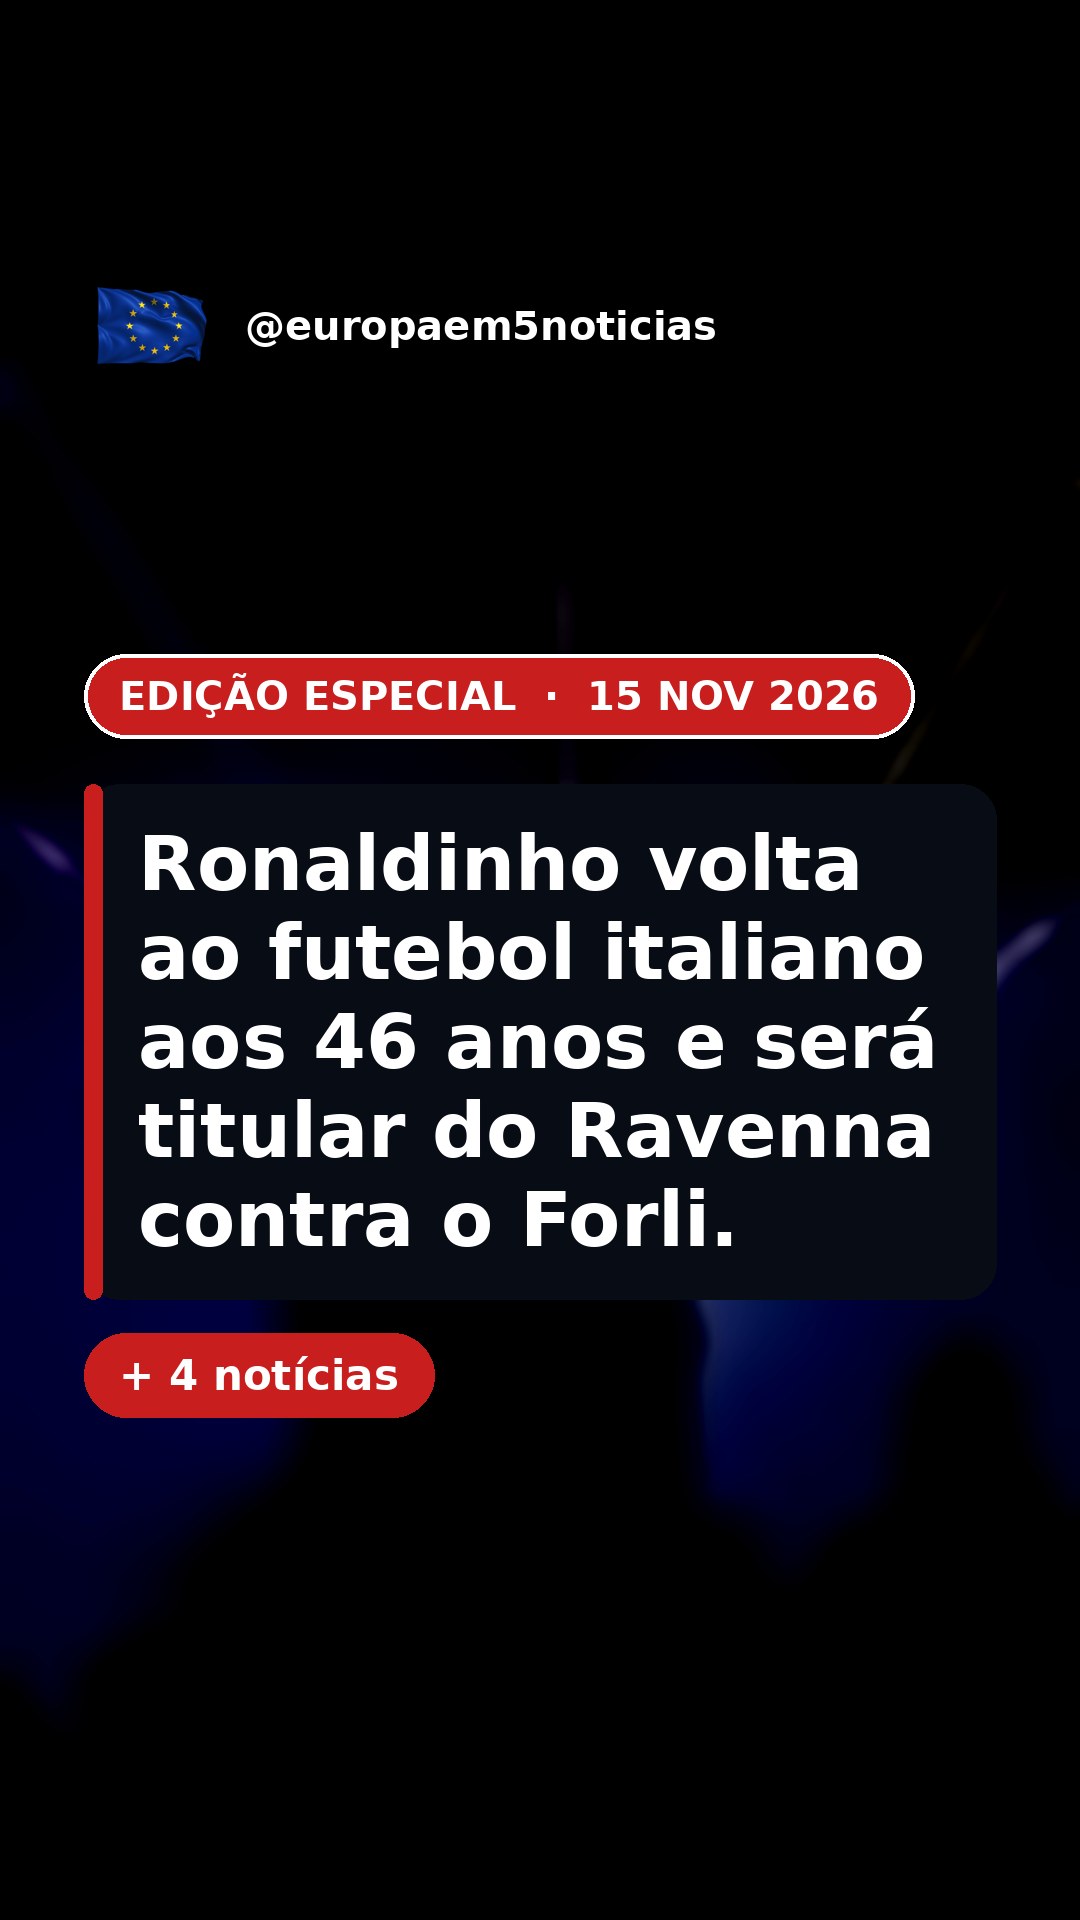 @europaem5noticias
EDIÇÃO ESPECIAL · 15 NOV 2026
Ronaldinho volta
ao futebol italiano
aos 46 anos e será
titular do Ravenna
contra o Forli.
+ 4 notícias